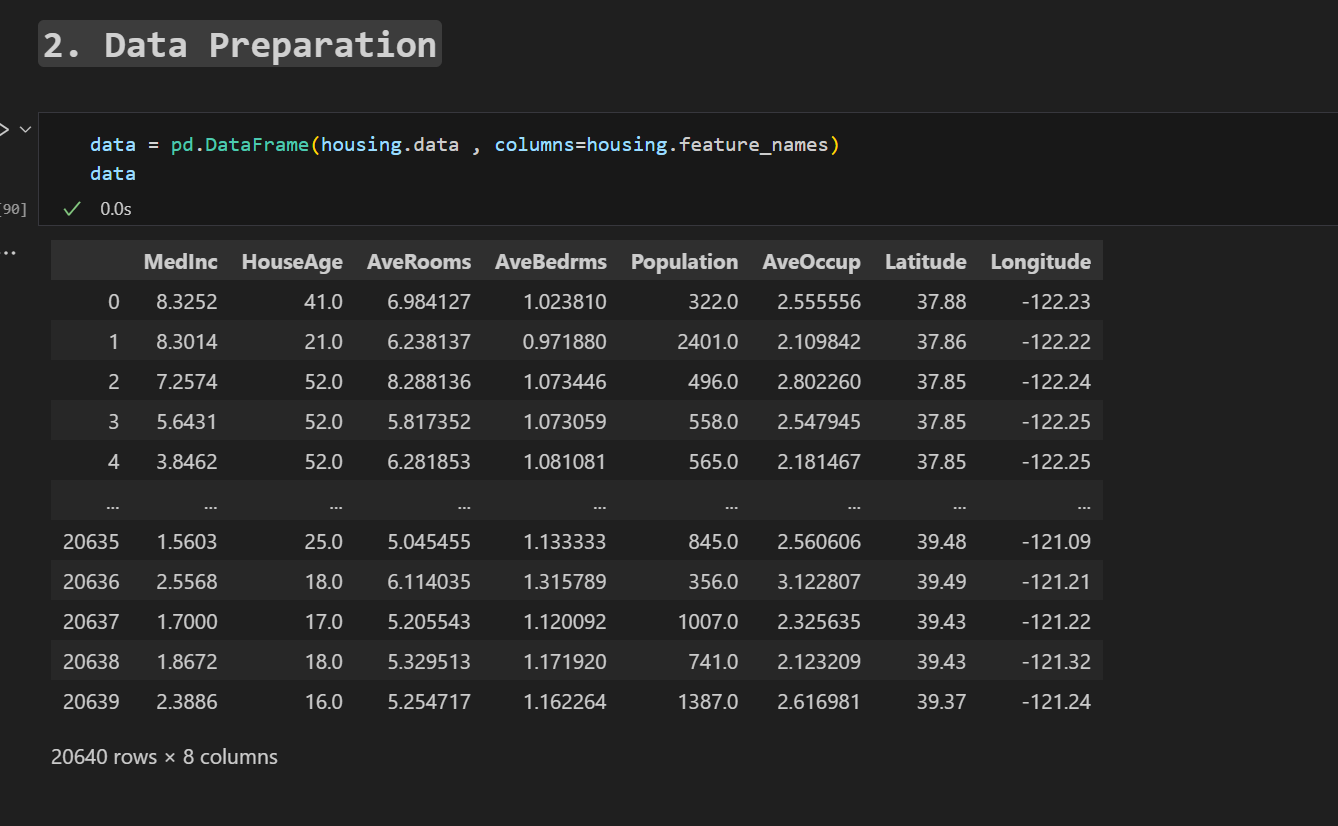 2. Data Preparation
data = pd.DataFrame(housing.data , columns=housing.feature_names)
data
[90]
0.0s
MedInc HouseAge AveRooms AveBedrms Population AveOccup Latitude Longitude
0 8.3252 41.0 6.984127 1.023810 322.0 2.555556 37.88 -122.23
1 8.3014 21.0 6.238137 0.971880 2401.0 2.109842 37.86 -122.22
2 7.2574 52.0 8.288136 1.073446 496.0 2.802260 37.85 -122.24
3 5.6431 52.0 5.817352 1.073059 558.0 2.547945 37.85 -122.25
4 3.8462 52.0 6.281853 1.081081 565.0 2.181467 37.85 -122.25
... ... ... ... ... ... ... ... ...
20635 1.5603 25.0 5.045455 1.133333 845.0 2.560606 39.48 -121.09
20636 2.5568 18.0 6.114035 1.315789 356.0 3.122807 39.49 -121.21
20637 1.7000 17.0 5.205543 1.120092 1007.0 2.325635 39.43 -121.22
20638 1.8672 18.0 5.329513 1.171920 741.0 2.123209 39.43 -121.32
20639 2.3886 16.0 5.254717 1.162264 1387.0 2.616981 39.37 -121.24
20640 rows × 8 columns